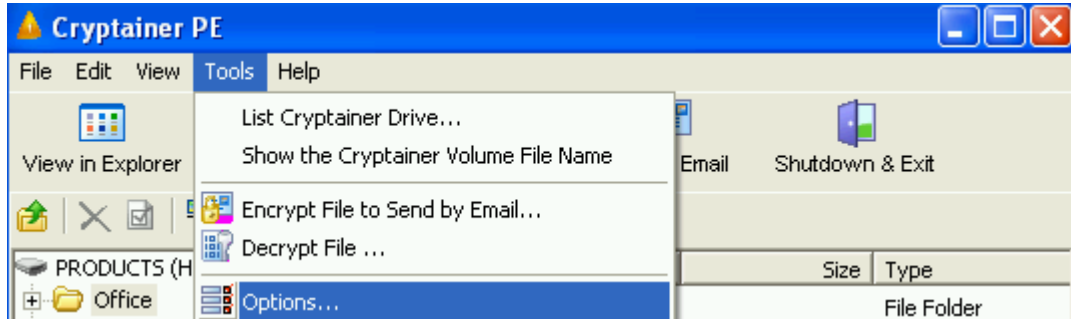 Cryptainer PE
File Edit View Tools Help
List Cryptainer Drive...
Show the Cryptainer Volume File Name
View in Explorer
Email
Shutdown & Exit
Encrypt File to Send by Email...
Decrypt File ...
PRODUCTS (H
Size Type
Office
Options...
File Folder